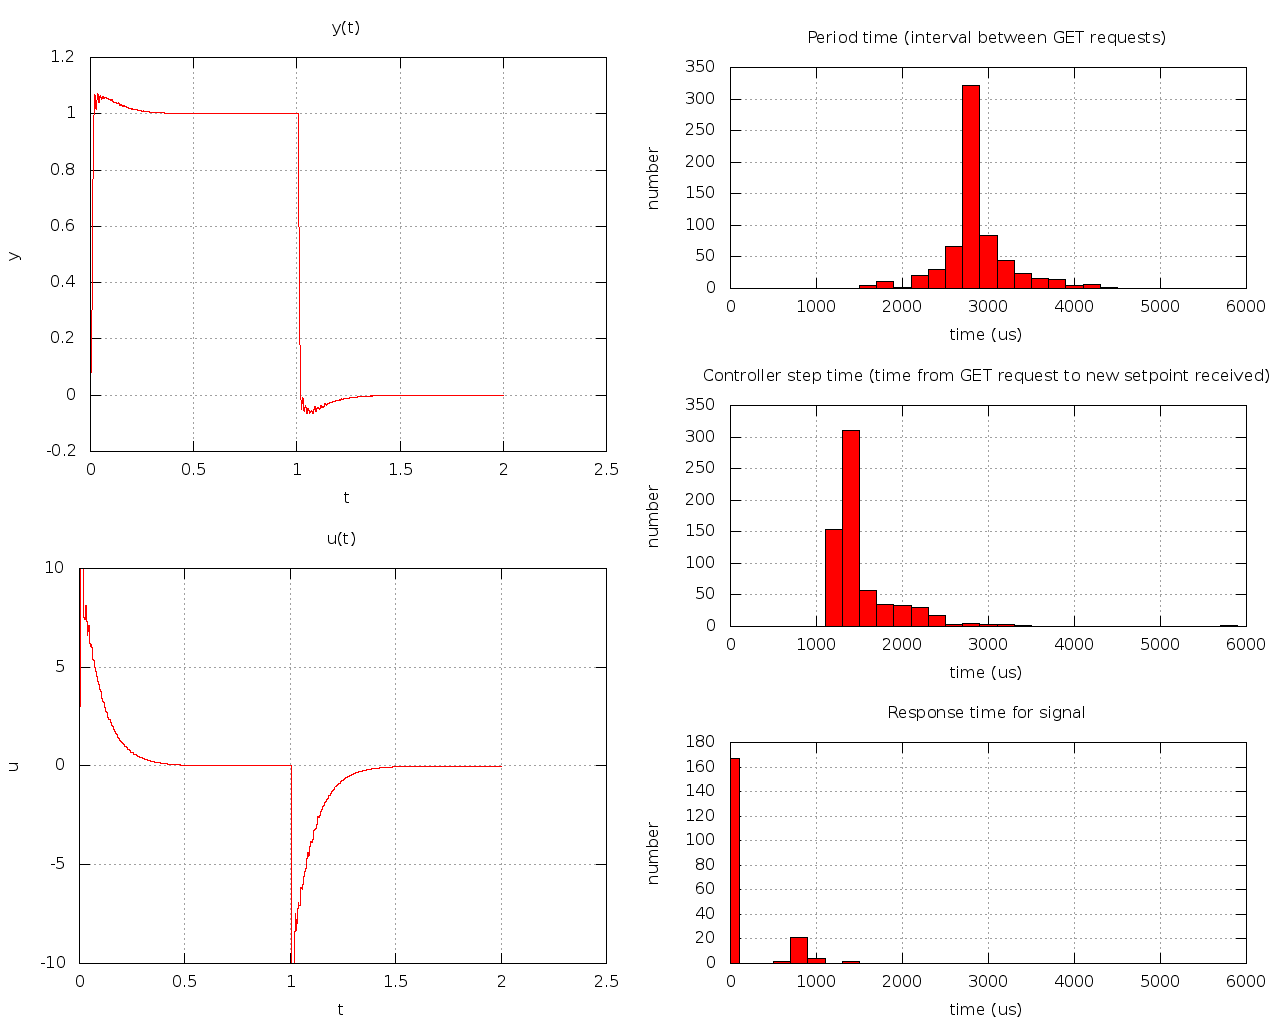 y(t)
1.2
1
0.8
0.6
0.4
0.2
0
-0.2
y
0 0.5 1 1.5 2 2.5
t
u(t)
10
5
0
-5
-10
u
0 0.5 1 1.5 2 2.5
t
Period time (interval between GET requests)
350
300
250
200
150
100
50
0
number
0 1000 2000 3000 4000 5000 6000
time (us)
Controller step time (time from GET request to new setpoint received)
350
300
250
200
150
100
50
0
number
0 1000 2000 3000 4000 5000 6000
time (us)
Response time for signal
180
160
140
120
100
80
60
40
20
0
number
0 1000 2000 3000 4000 5000 6000
time (us)